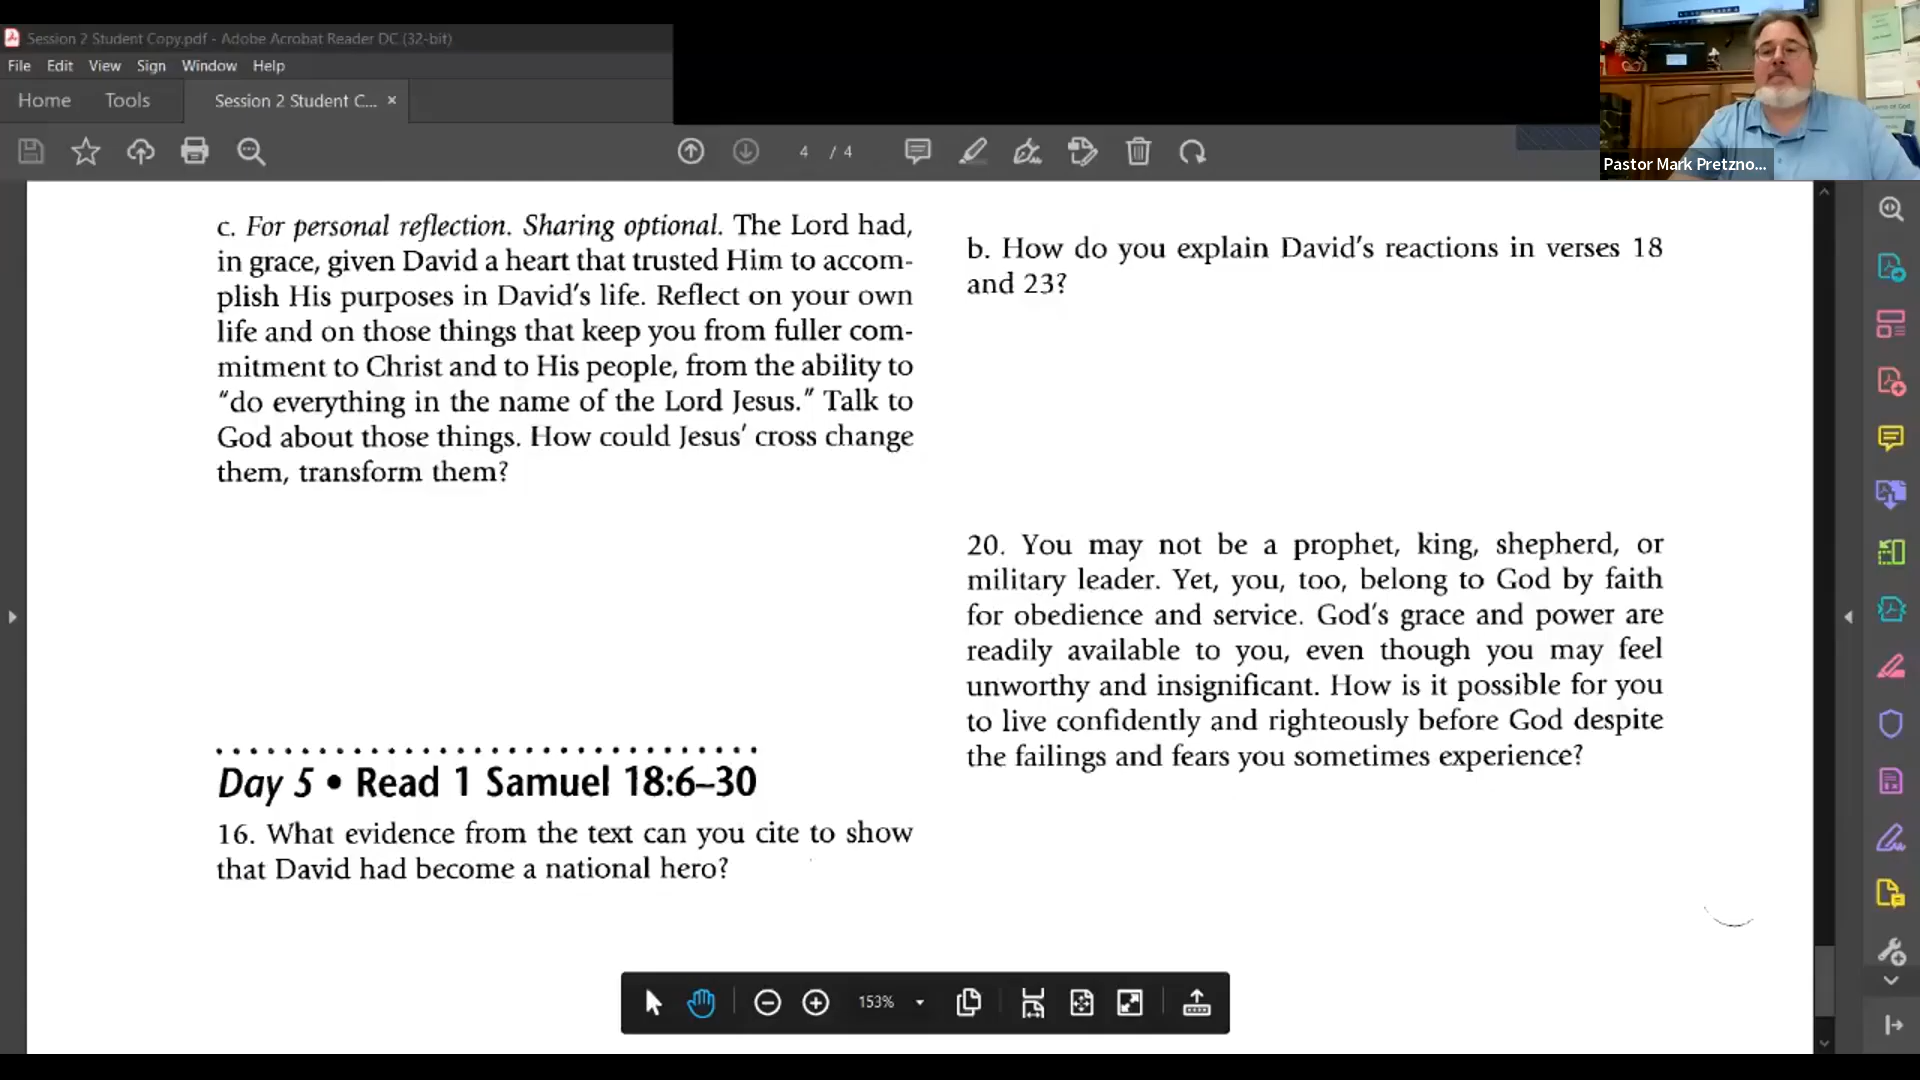 Session 2 Student Copy.pdf - Adobe Acrobat Reader DC (32-bit)
File Edit View Sign Window Help
Home Tools Session 2 Student C... ×
4 / 4
Pastor Mark Pretzno...
c. For personal reflection. Sharing optional. The Lord had,
in grace, given David a heart that trusted Him to accom-
plish His purposes in David's life. Reflect on your own
life and on those things that keep you from fuller com-
mitment to Christ and to His people, from the ability to
"do everything in the name of the Lord Jesus." Talk to
God about those things. How could Jesus' cross change
them, transform them?
Day 5 • Read 1 Samuel 18:6–30
16. What evidence from the text can you cite to show
that David had become a national hero?
b. How do you explain David's reactions in verses 18
and 23?
20. You may not be a prophet, king, shepherd, or
military leader. Yet, you, too, belong to God by faith
for obedience and service. God's grace and power are
readily available to you, even though you may feel
unworthy and insignificant. How is it possible for you
to live confidently and righteously before God despite
the failings and fears you sometimes experience?
153%